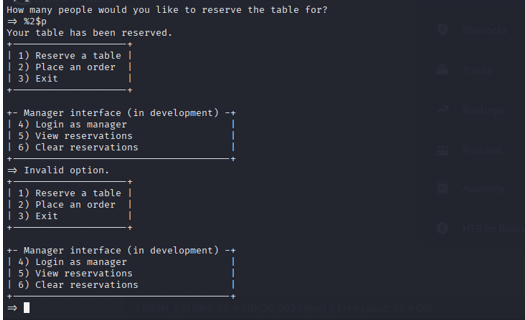 How many people would you like to reserve the table for?
=> %2$p
Your table has been reserved.
+--------------------+
| 1) Reserve a table |
| 2) Place an order  |
| 3) Exit            |
+--------------------+
+- Manager interface (in development) -+
| 4) Login as manager                  |
| 5) View reservations                 |
| 6) Clear reservations                |
+--------------------------------------+
=> Invalid option.
+--------------------+
| 1) Reserve a table |
| 2) Place an order  |
| 3) Exit            |
+--------------------+
+- Manager interface (in development) -+
| 4) Login as manager                  |
| 5) View reservations                 |
| 6) Clear reservations                |
+--------------------------------------+
=>